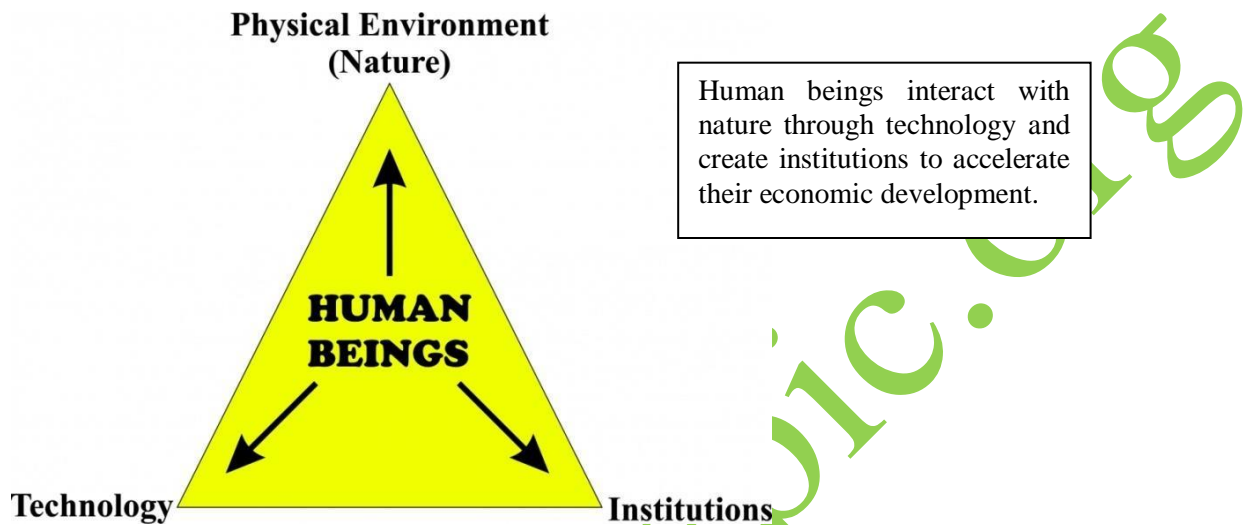 Physical Environment
(Nature)
Human beings interact with
nature through technology and
create institutions to accelerate
their economic development.
HUMAN
BEINGS
Technology
Institutions